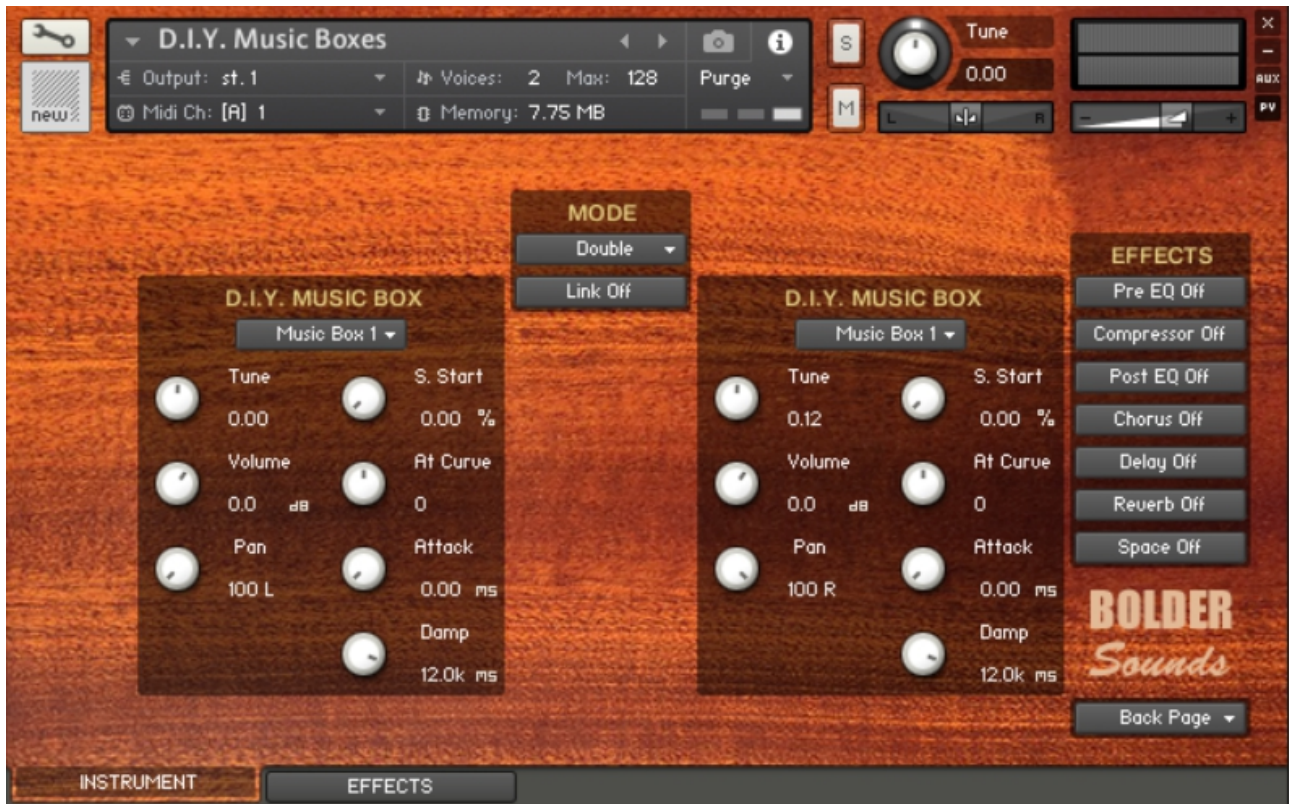 D.I.Y. Music Boxes
new
Output: st. 1
Voices: 2 Max: 128
Purge
Midi Ch: [A] 1
Memory: 7.75 MB
S
M
Tune
0.00
L R
- +
×
–
AUX
PV
MODE
Double
Link Off
D.I.Y. MUSIC BOX
Music Box 1
Tune
0.00
S. Start
0.00 %
Volume
0.0 dB
At Curve
0
Pan
100 L
Attack
0.00 ms
Damp
12.0k ms
D.I.Y. MUSIC BOX
Music Box 1
Tune
0.12
S. Start
0.00 %
Volume
0.0 dB
At Curve
0
Pan
100 R
Attack
0.00 ms
Damp
12.0k ms
EFFECTS
Pre EQ Off
Compressor Off
Post EQ Off
Chorus Off
Delay Off
Reverb Off
Space Off
BOLDER
Sounds
Back Page
INSTRUMENT
EFFECTS